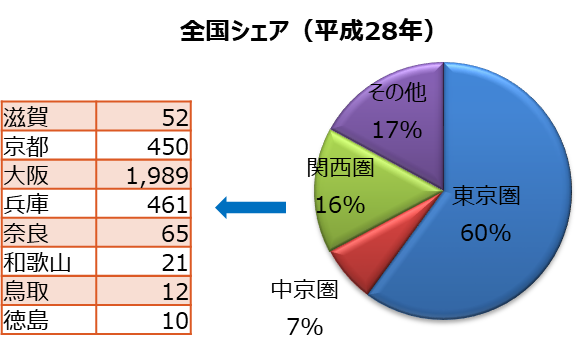 全国シェア（平成28年）
滋賀 52
京都 450
大阪 1,989
兵庫 461
奈良 65
和歌山 21
鳥取 12
徳島 10
その他
17%
関西圏
16%
中京圏
7%
東京圏
60%